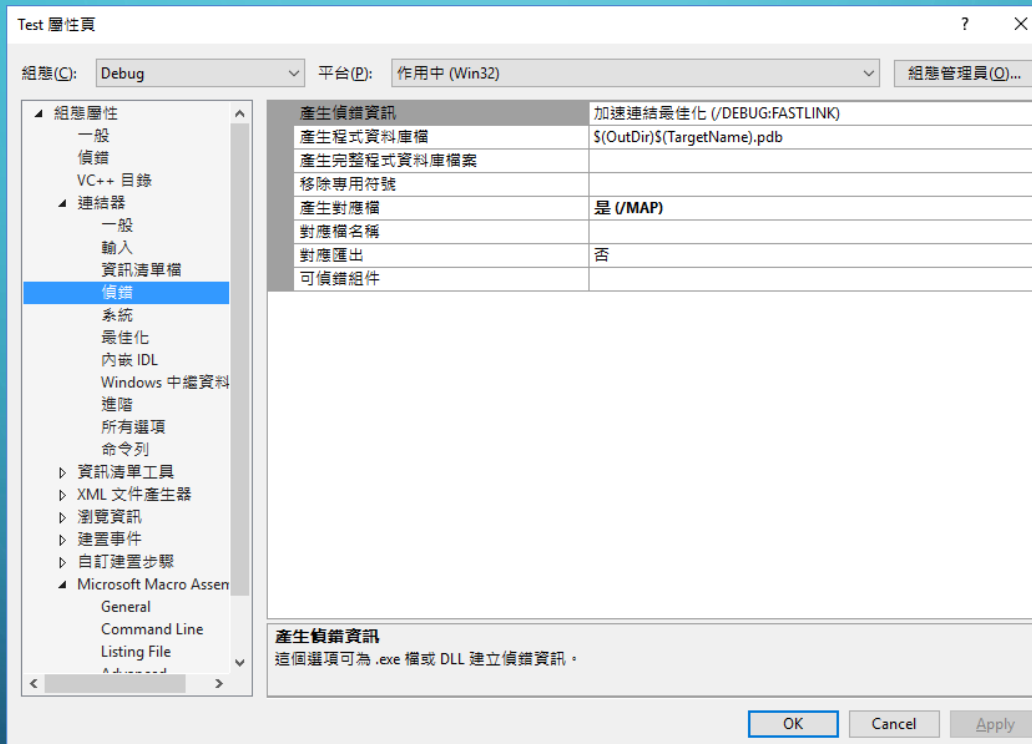 Test 屬性頁
? ×
組態(C): Debug 平台(P): 作用中 (Win32) 組態管理員(O)...
組態屬性
一般
偵錯
VC++ 目錄
連結器
一般
輸入
資訊清單檔
偵錯
系統
最佳化
內嵌 IDL
Windows 中繼資料
進階
所有選項
命令列
資訊清單工具
XML 文件產生器
瀏覽資訊
建置事件
自訂建置步驟
Microsoft Macro Assem
General
Command Line
Listing File
Advanced
產生偵錯資訊 加速連結最佳化 (/DEBUG:FASTLINK)
產生程式資料庫檔 $(OutDir)$(TargetName).pdb
產生完整程式資料庫檔案
移除專用符號
產生對應檔 是 (/MAP)
對應檔名稱
對應匯出 否
可偵錯組件
產生偵錯資訊
這個選項可為 .exe 檔或 DLL 建立偵錯資訊。
OK Cancel Apply